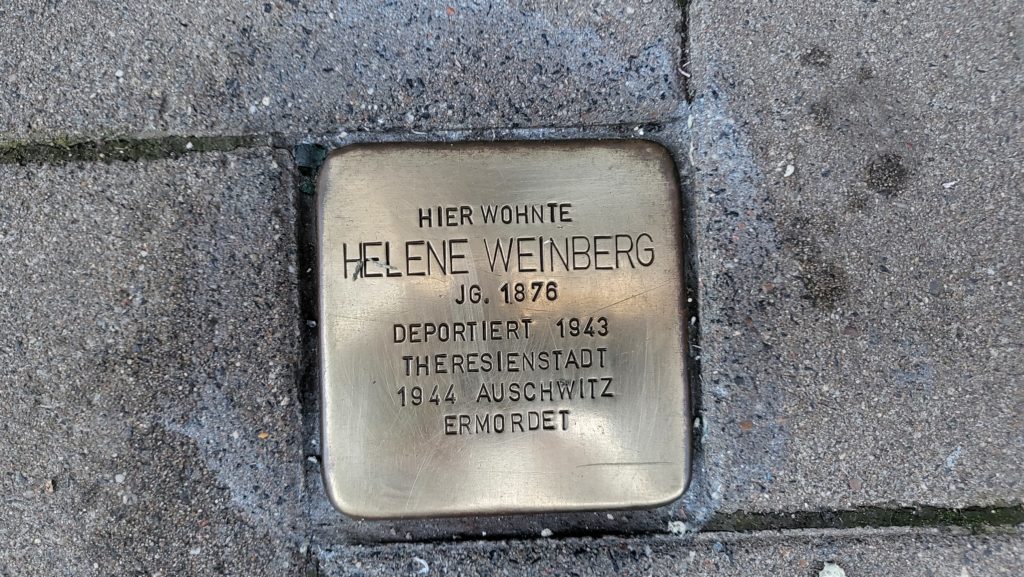 HIER WOHNTE
HELENE WEINBERG
JG. 1876
DEPORTIERT 1943
THERESIENSTADT
1944 AUSCHWITZ
ERMORDET